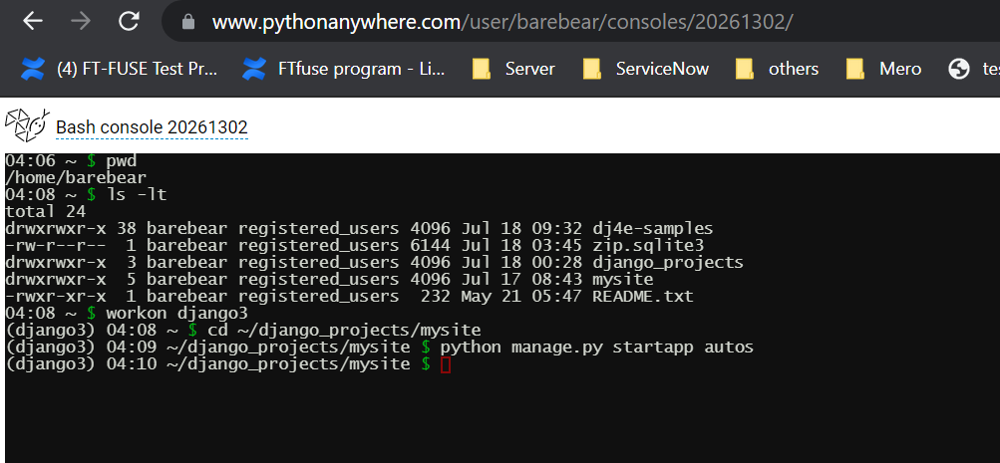 www.pythonanywhere.com/user/barebear/consoles/20261302/
(4) FT-FUSE Test Pr... FTfuse program - Li... Server ServiceNow others Mero tes
Bash console 20261302
04:06 ~ $ pwd
/home/barebear
04:08 ~ $ ls -lt
total 24
drwxrwxr-x 38 barebear registered_users 4096 Jul 18 09:32 dj4e-samples
-rw-r--r--  1 barebear registered_users 6144 Jul 18 03:45 zip.sqlite3
drwxrwxr-x  3 barebear registered_users 4096 Jul 18 00:28 django_projects
drwxrwxr-x  5 barebear registered_users 4096 Jul 17 08:43 mysite
-rwxr-xr-x  1 barebear registered_users  232 May 21 05:47 README.txt
04:08 ~ $ workon django3
(django3) 04:08 ~ $ cd ~/django_projects/mysite
(django3) 04:09 ~/django_projects/mysite $ python manage.py startapp autos
(django3) 04:10 ~/django_projects/mysite $